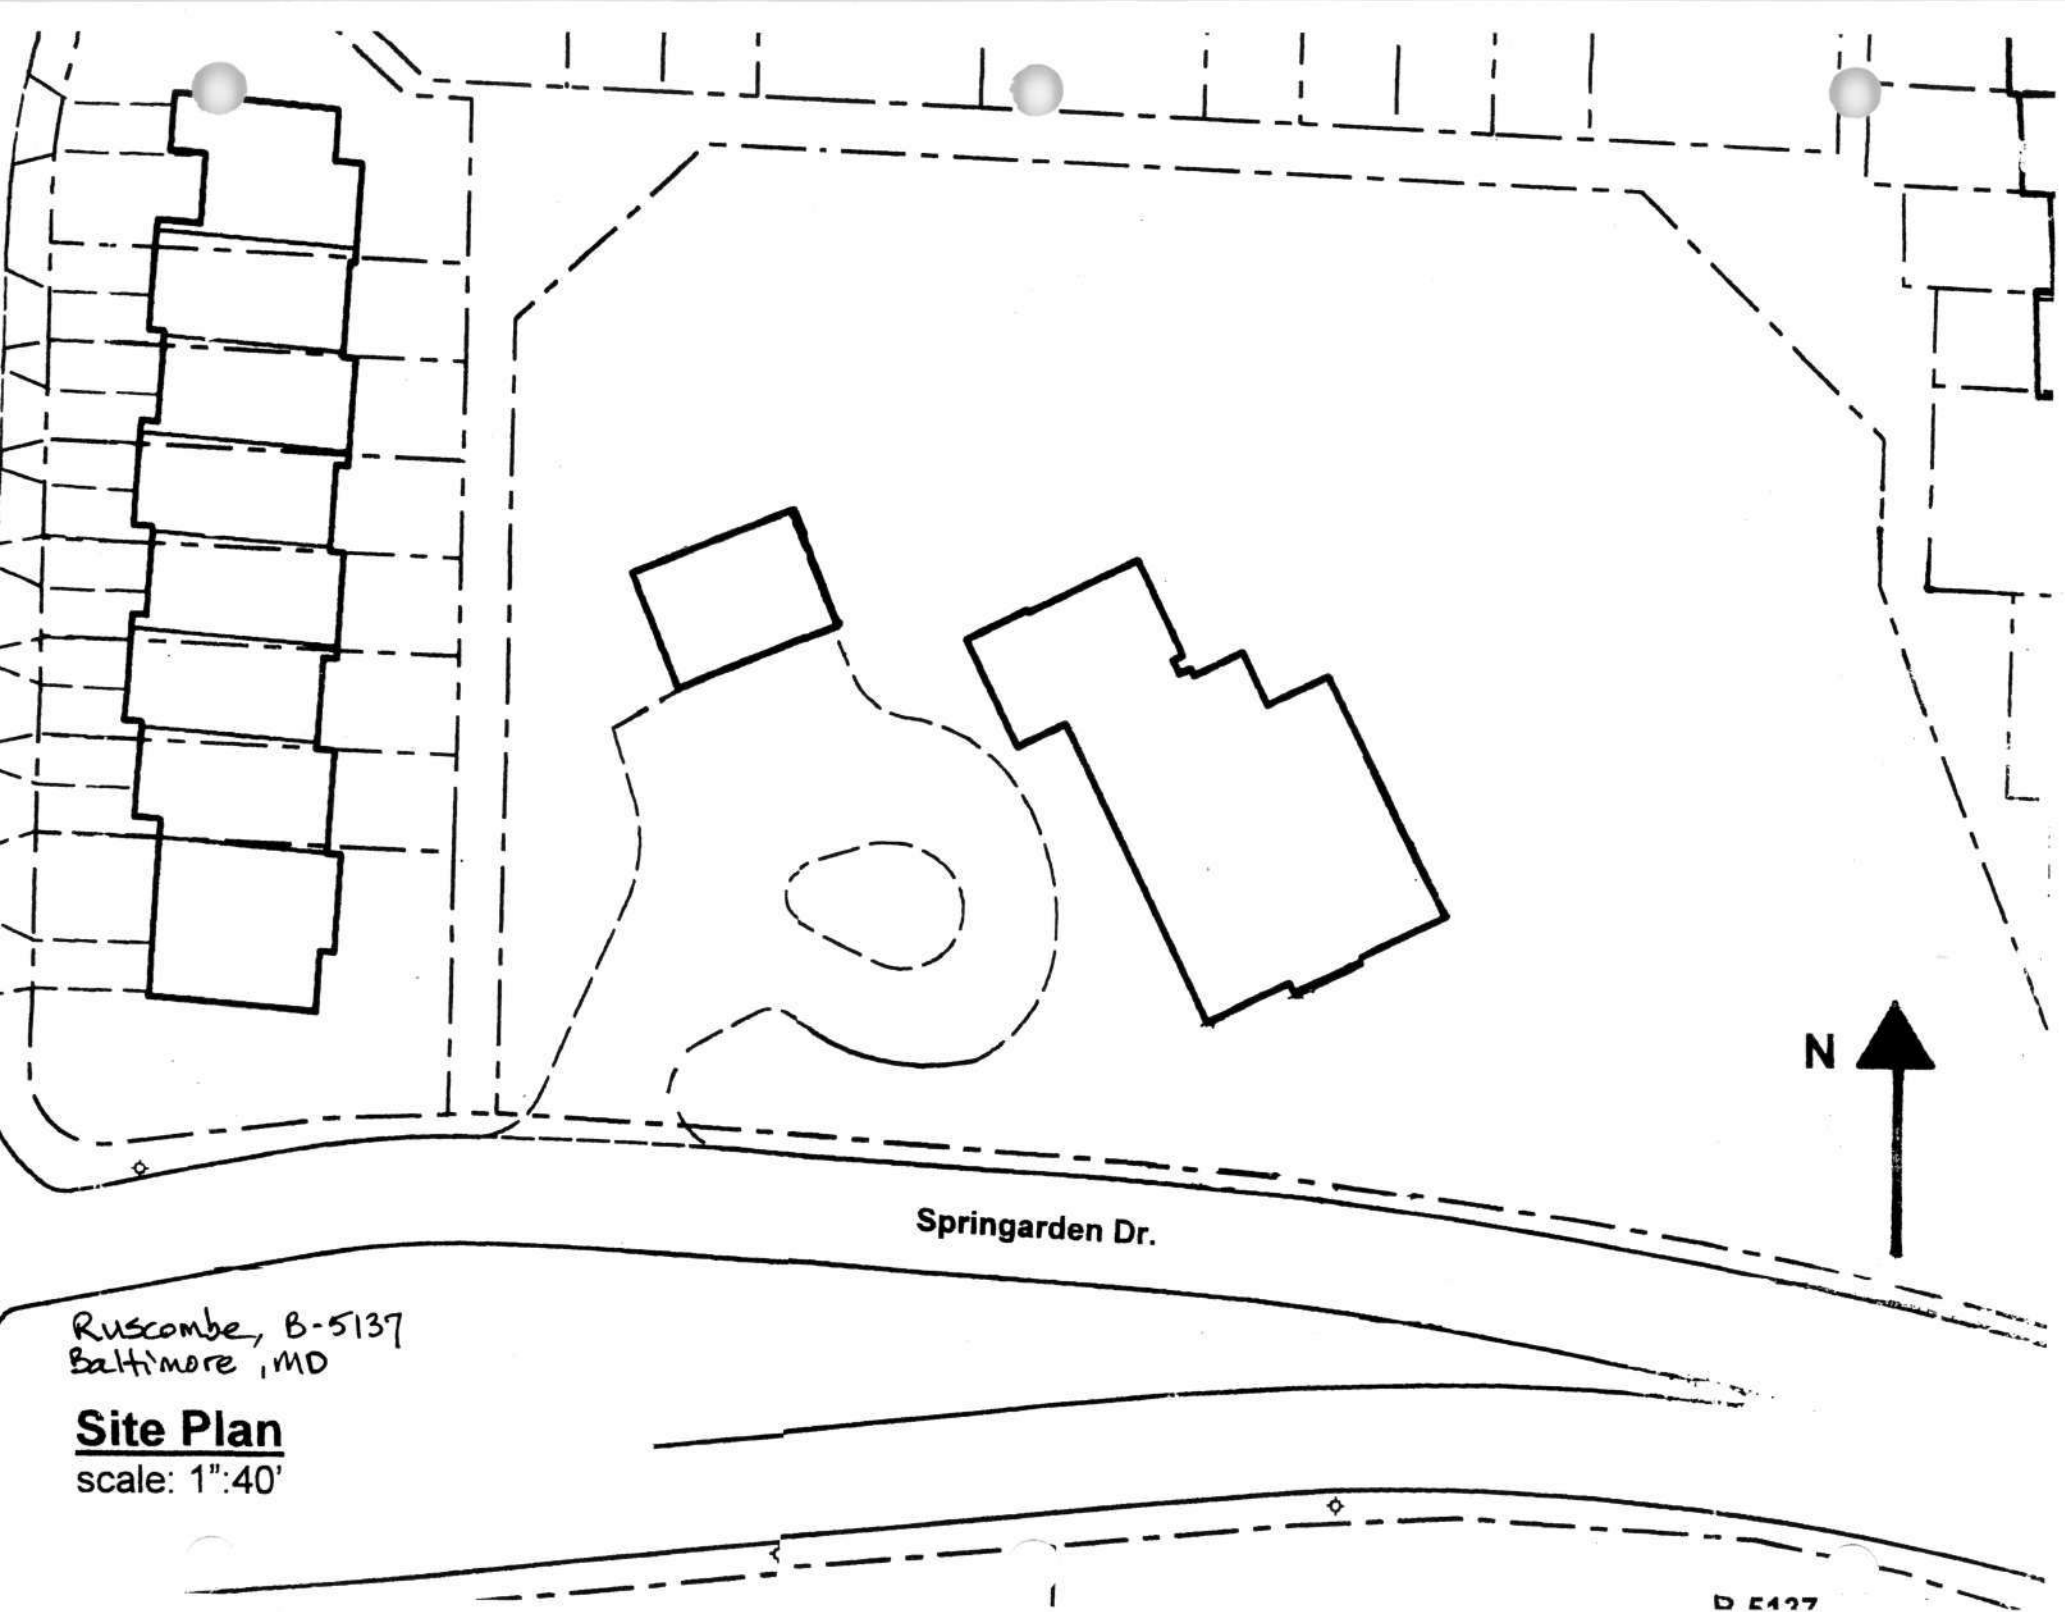 N
Springarden Dr.
Ruscombe, B-5137
Baltimore, MD
Site Plan
scale: 1":40'